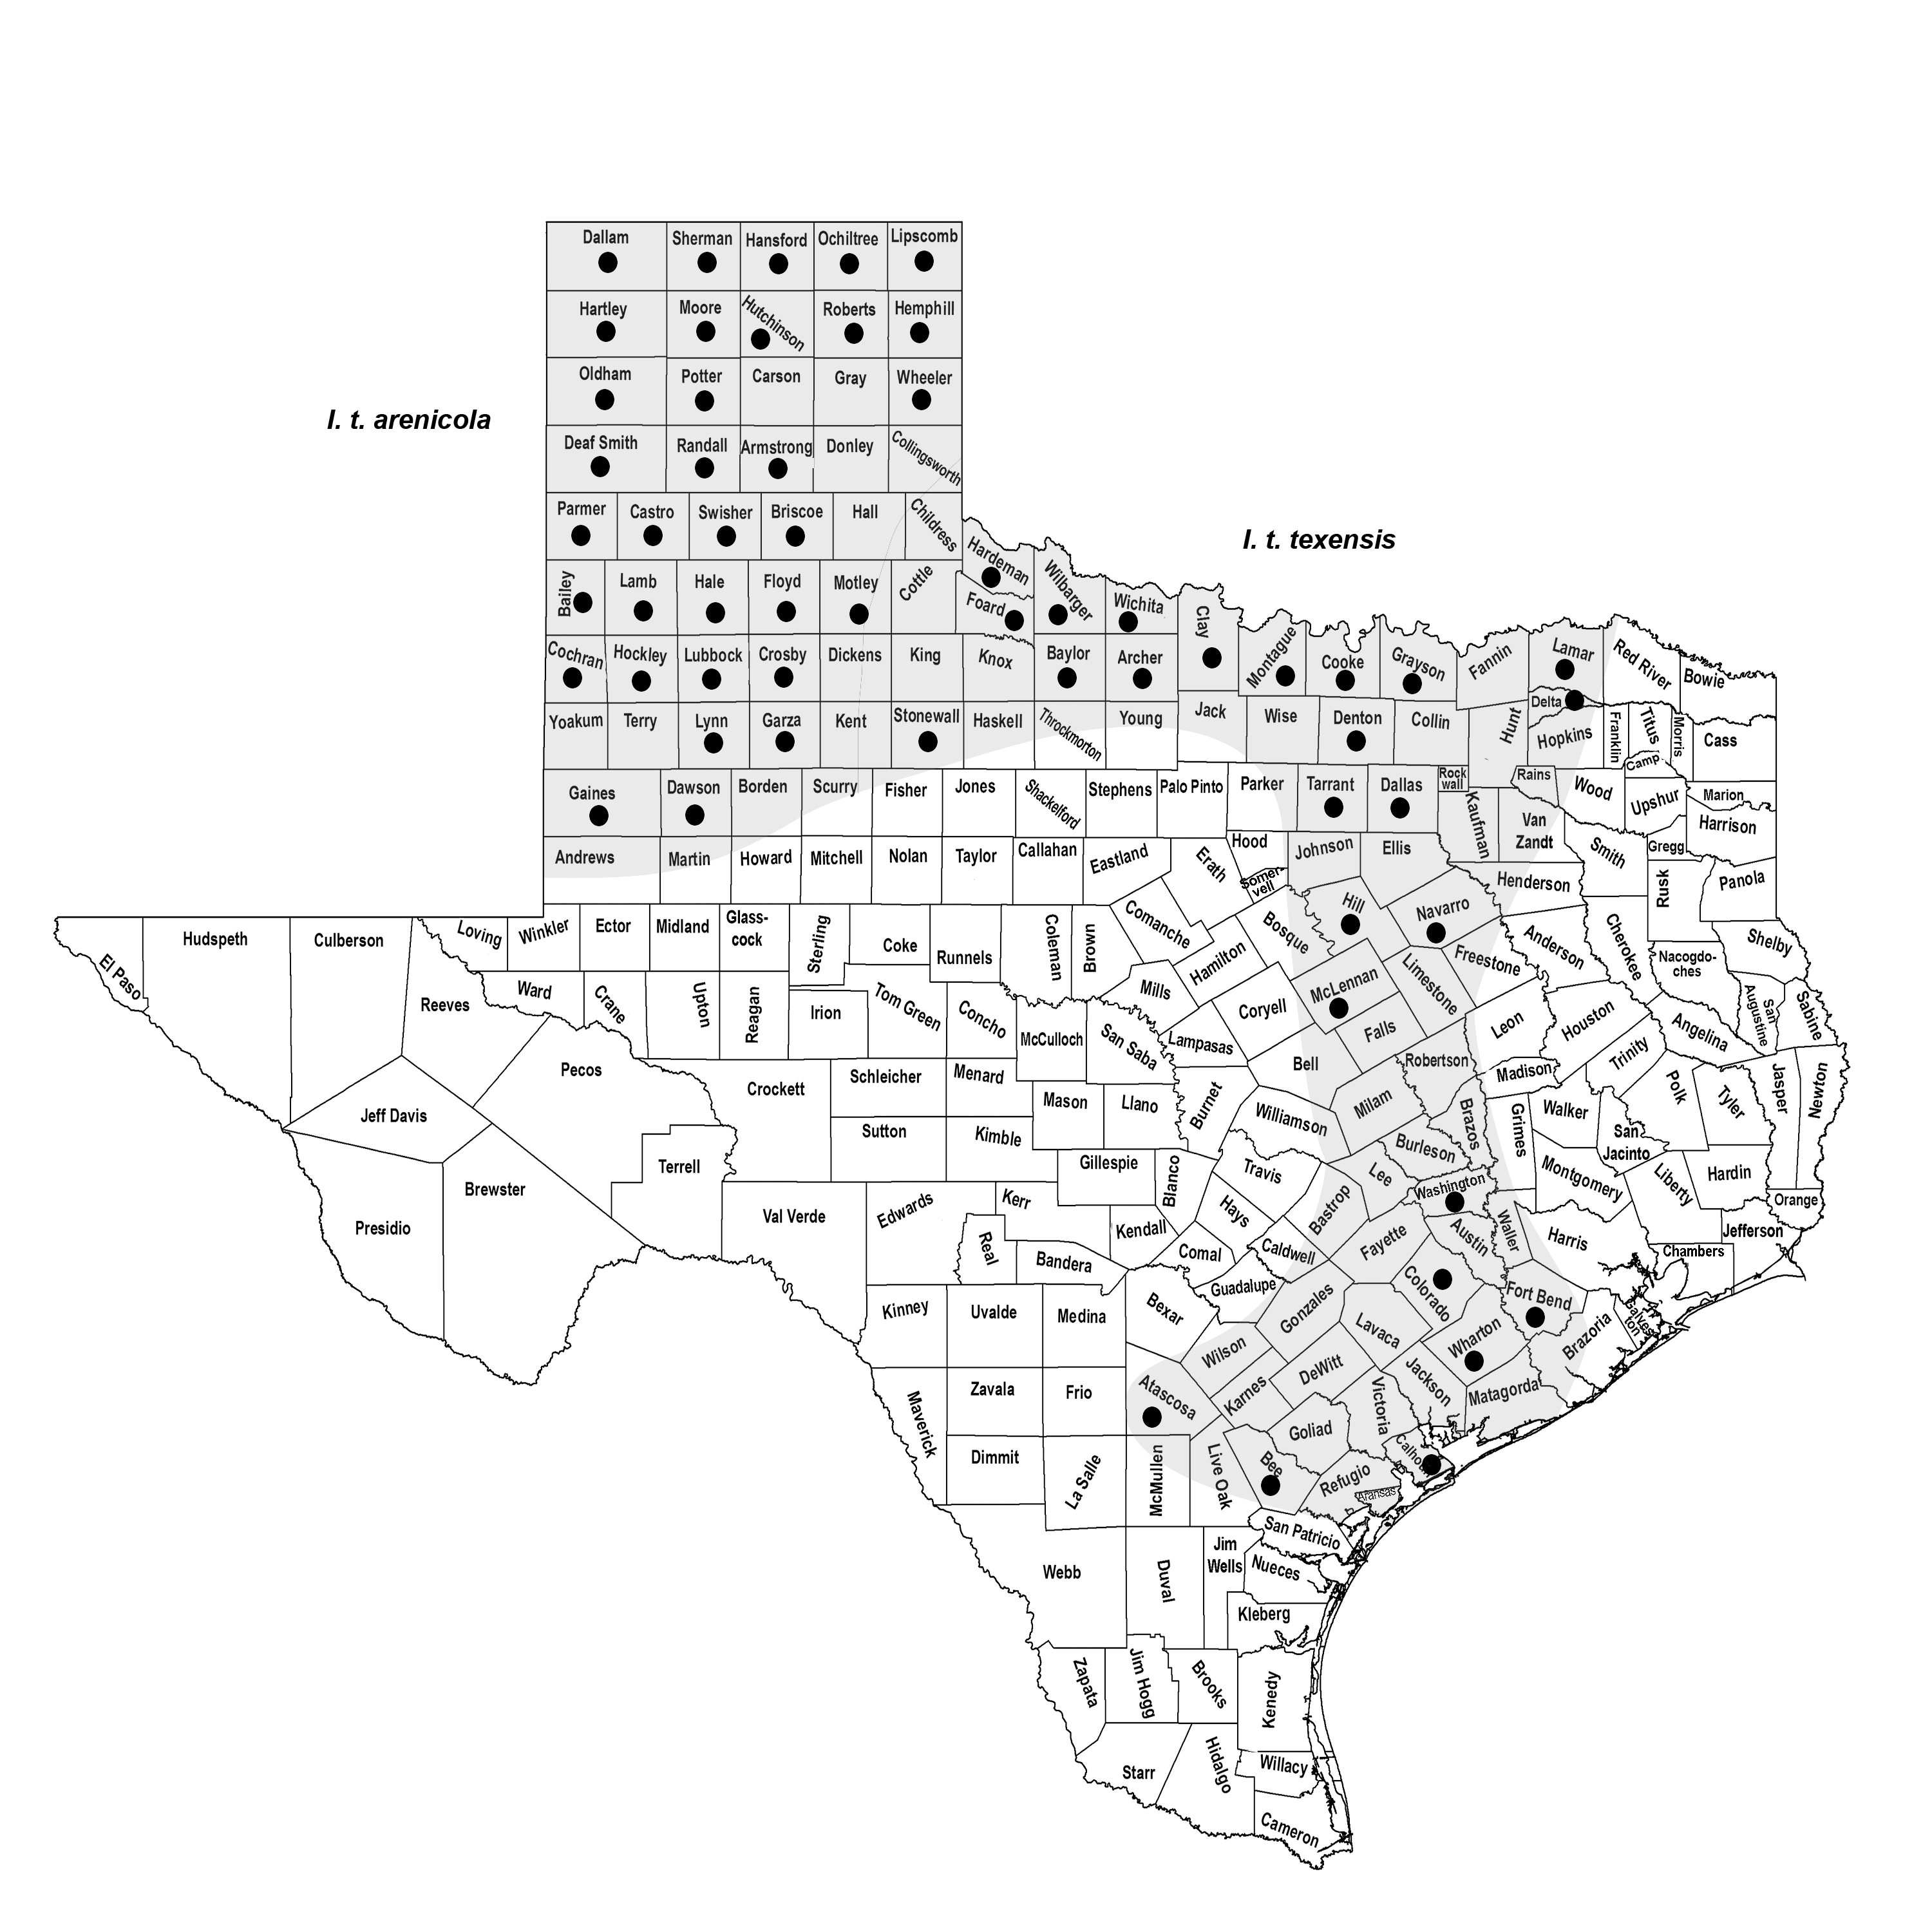 Dallam Sherman Hansford Ochiltree Lipscomb
Hartley Moore Hutchinson Roberts Hemphill
Oldham Potter Carson Gray Wheeler
I. t. arenicola
Deaf Smith Randall Armstrong Donley Collingsworth
Parmer Castro Swisher Briscoe Hall Childress
I. t. texensis
Hardeman
Bailey Lamb Hale Floyd Motley Cottle Foard Wilbarger Wichita Clay
Cochran Hockley Lubbock Crosby Dickens King Knox Baylor Archer Montague Cooke Grayson Fannin Lamar Red River Bowie
Delta
Yoakum Terry Lynn Garza Kent Stonewall Haskell Throckmorton Young Jack Wise Denton Collin Hunt Hopkins Franklin Titus Morris Cass
Camp
Gaines Dawson Borden Scurry Fisher Jones Shackelford Stephens Palo Pinto Parker Tarrant Dallas Rock
wall
Rains Wood Upshur Marion
Kaufman Van
Zandt
Harrison
Andrews Martin Howard Mitchell Nolan Taylor Callahan Eastland Erath Hood Johnson Ellis Smith Gregg
Somer-
vell
Henderson Rusk Panola
Hill Navarro
El Paso Hudspeth Culberson Loving Winkler Ector Midland Glass-
cock
Sterling Coke Runnels Coleman Brown Comanche Hamilton Bosque Freestone Anderson Cherokee Nacogdo-
ches
Shelby
Reeves Ward Crane Upton Reagan Irion Tom Green Concho Mills Coryell McLennan Limestone Leon Houston Angelina San
Augustine
Sabine
McCulloch San Saba Lampasas Falls Trinity
Pecos Bell Robertson Madison
Jeff Davis Crockett Schleicher Menard Mason Llano Burnet Williamson Milam Brazos Grimes Walker Polk Tyler Jasper Newton
Sutton Kimble San
Jacinto
Terrell Gillespie Blanco Travis Lee Burleson Montgomery Liberty Hardin
Brewster Washington Orange
Presidio Val Verde Edwards Kerr Hays Bastrop Fayette Austin Waller Harris Jefferson
Real Kendall Comal Caldwell Chambers
Bandera Guadalupe Colorado Fort Bend
Kinney Uvalde Medina Bexar Gonzales Lavaca Wharton Brazoria Galves-
ton
Wilson DeWitt Jackson
Maverick Zavala Frio Atascosa Karnes Victoria Matagorda
Goliad
Dimmit La Salle McMullen Live Oak Bee Refugio Calhoun
Aransas
San Patricio
Webb Duval Jim
Wells
Nueces
Kleberg
Zapata Jim Hogg Brooks Kenedy
Starr Hidalgo Willacy
Cameron